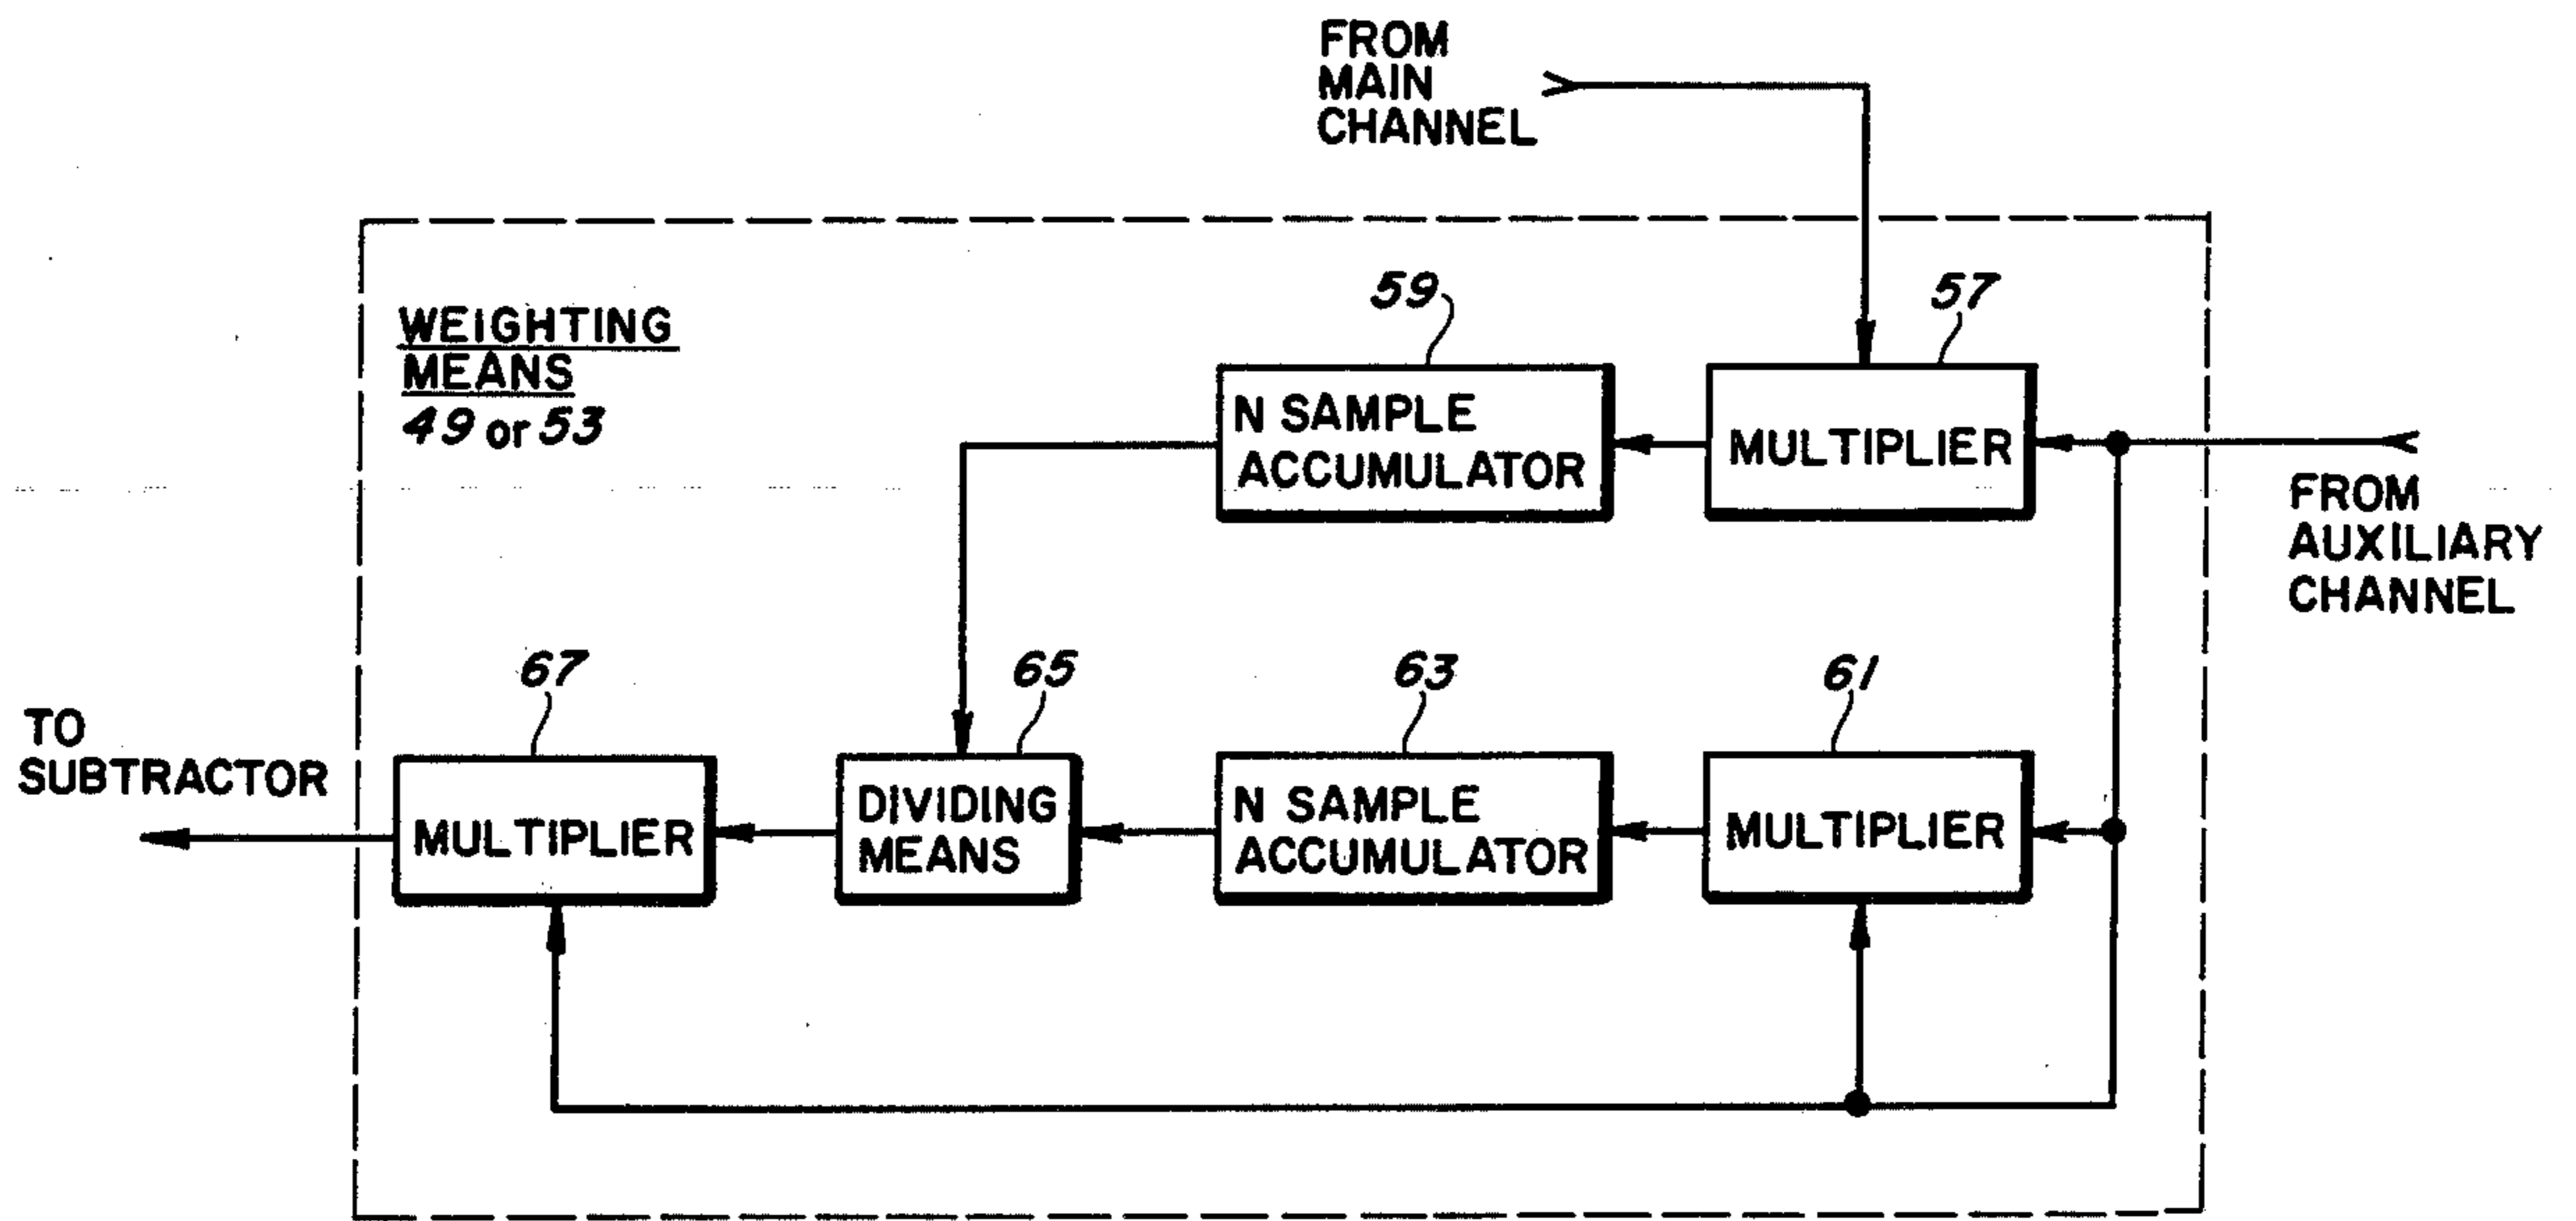 FROM
MAIN
CHANNEL
WEIGHTING
MEANS
49 or 53
59
57
N SAMPLE
ACCUMULATOR
MULTIPLIER
FROM
AUXILIARY
CHANNEL
67
65
63
61
TO
SUBTRACTOR
MULTIPLIER
DIVIDING
MEANS
N SAMPLE
ACCUMULATOR
MULTIPLIER